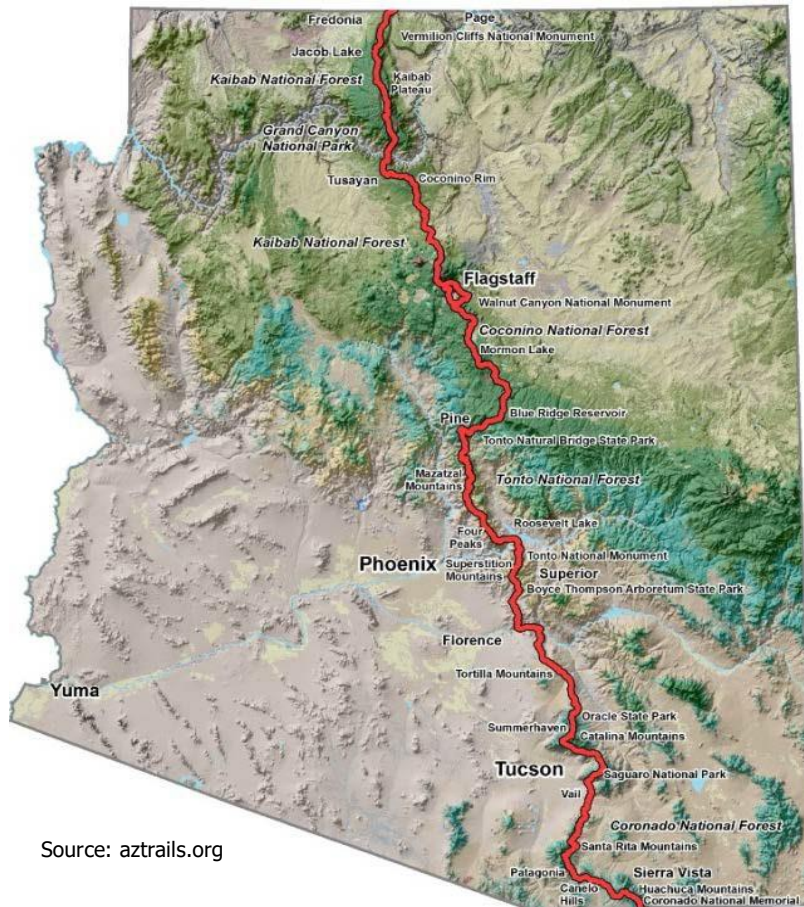 Fredonia
Page
Vermilion Cliffs National Monument
Jacob Lake
Kaibab National Forest
Kaibab
Plateau
Grand Canyon
National Park
Tusayan
Coconino Rim
Kaibab National Forest
Flagstaff
Walnut Canyon National Monument
Coconino National Forest
Mormon Lake
Blue Ridge Reservoir
Pine
Tonto Natural Bridge State Park
Mazatzal
Mountains
Tonto National Forest
Roosevelt Lake
Four
Peaks
Phoenix
Tonto National Monument
Superstition
Mountains
Superior
Boyce Thompson Arboretum State Park
Florence
Tortilla Mountains
Yuma
Oracle State Park
Summerhaven
Catalina Mountains
Tucson
Saguaro National Park
Vail
Coronado National Forest
Santa Rita Mountains
Source: aztrails.org
Patagonia
Sierra Vista
Canelo
Hills
Huachuca Mountains
Coronado National Memorial